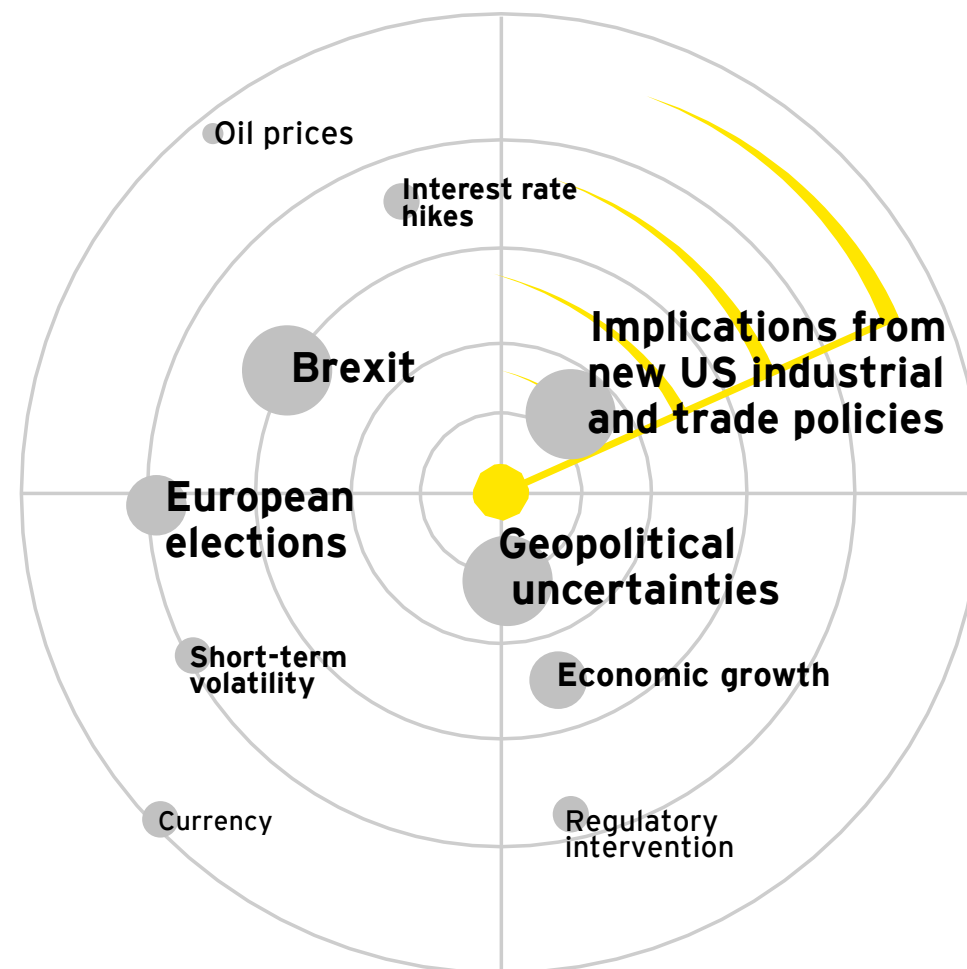 Oil prices
Interest rate
hikes
Implications from
new US industrial
and trade policies
Brexit
European
elections
Geopolitical
uncertainties
Short-term
volatility
Economic growth
Currency
Regulatory
intervention